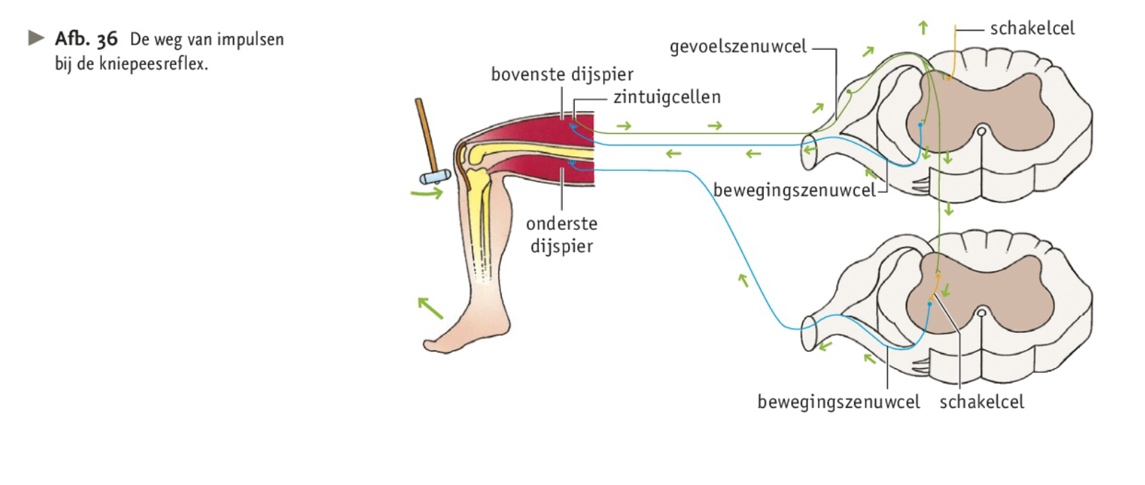 ▶ Afb. 36 De weg van impulsen
bij de kniepeesreflex.
schakelcel
gevoelszenuwcel
bovenste dijspier
zintuigcellen
bewegingszenuwcel
onderste
dijspier
bewegingszenuwcel
schakelcel